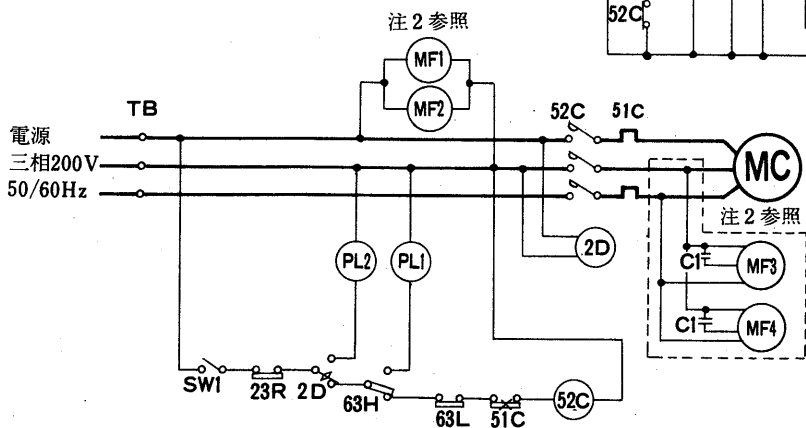 52C
注2参照
MF1
MF2
TB
52C
51C
電源
三相200V
50/60Hz
MC
注2参照
PL2
PL1
2D
C1
MF3
C1
MF4
SW1
23R
2D
63H
63L
51C
52C